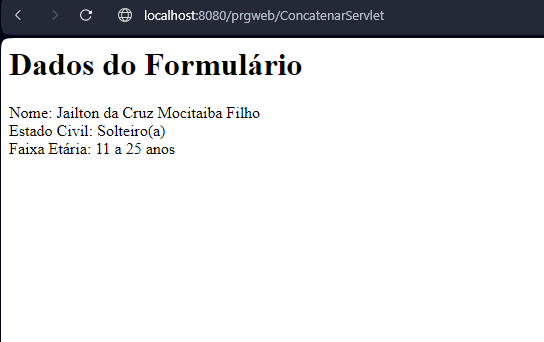 localhost:8080/prgweb/ConcatenarServlet
Dados do Formulário
Nome: Jailton da Cruz Mocitaiba Filho
Estado Civil: Solteiro(a)
Faixa Etária: 11 a 25 anos